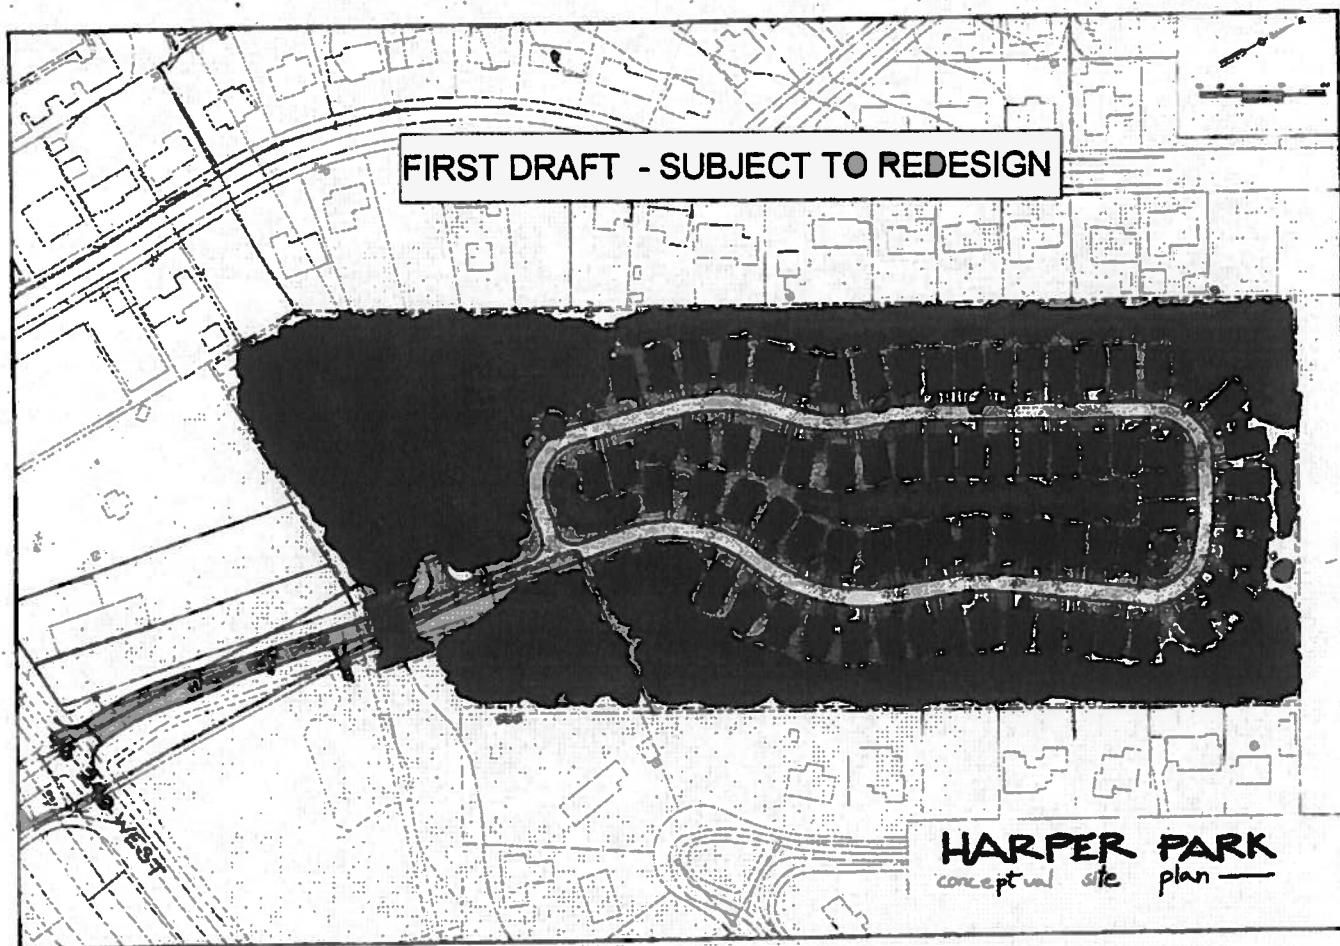 FIRST DRAFT - SUBJECT TO REDESIGN
WEST
HARPER PARK
conceptual site plan